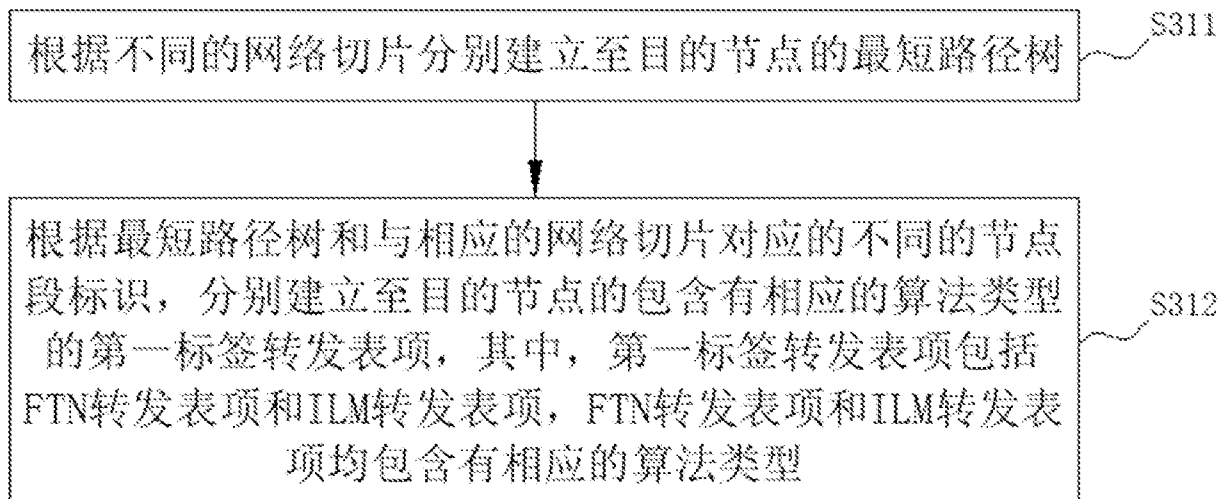 根据不同的网络切片分别建立至目的节点的最短路径树
S311
根据最短路径树和与相应的网络切片对应的不同的节点
段标识，分别建立至目的节点的包含有相应的算法类型
的第一标签转发表项，其中，第一标签转发表项包括
FTN转发表项和ILM转发表项，FTN转发表项和ILM转发表
项均包含有相应的算法类型
S312